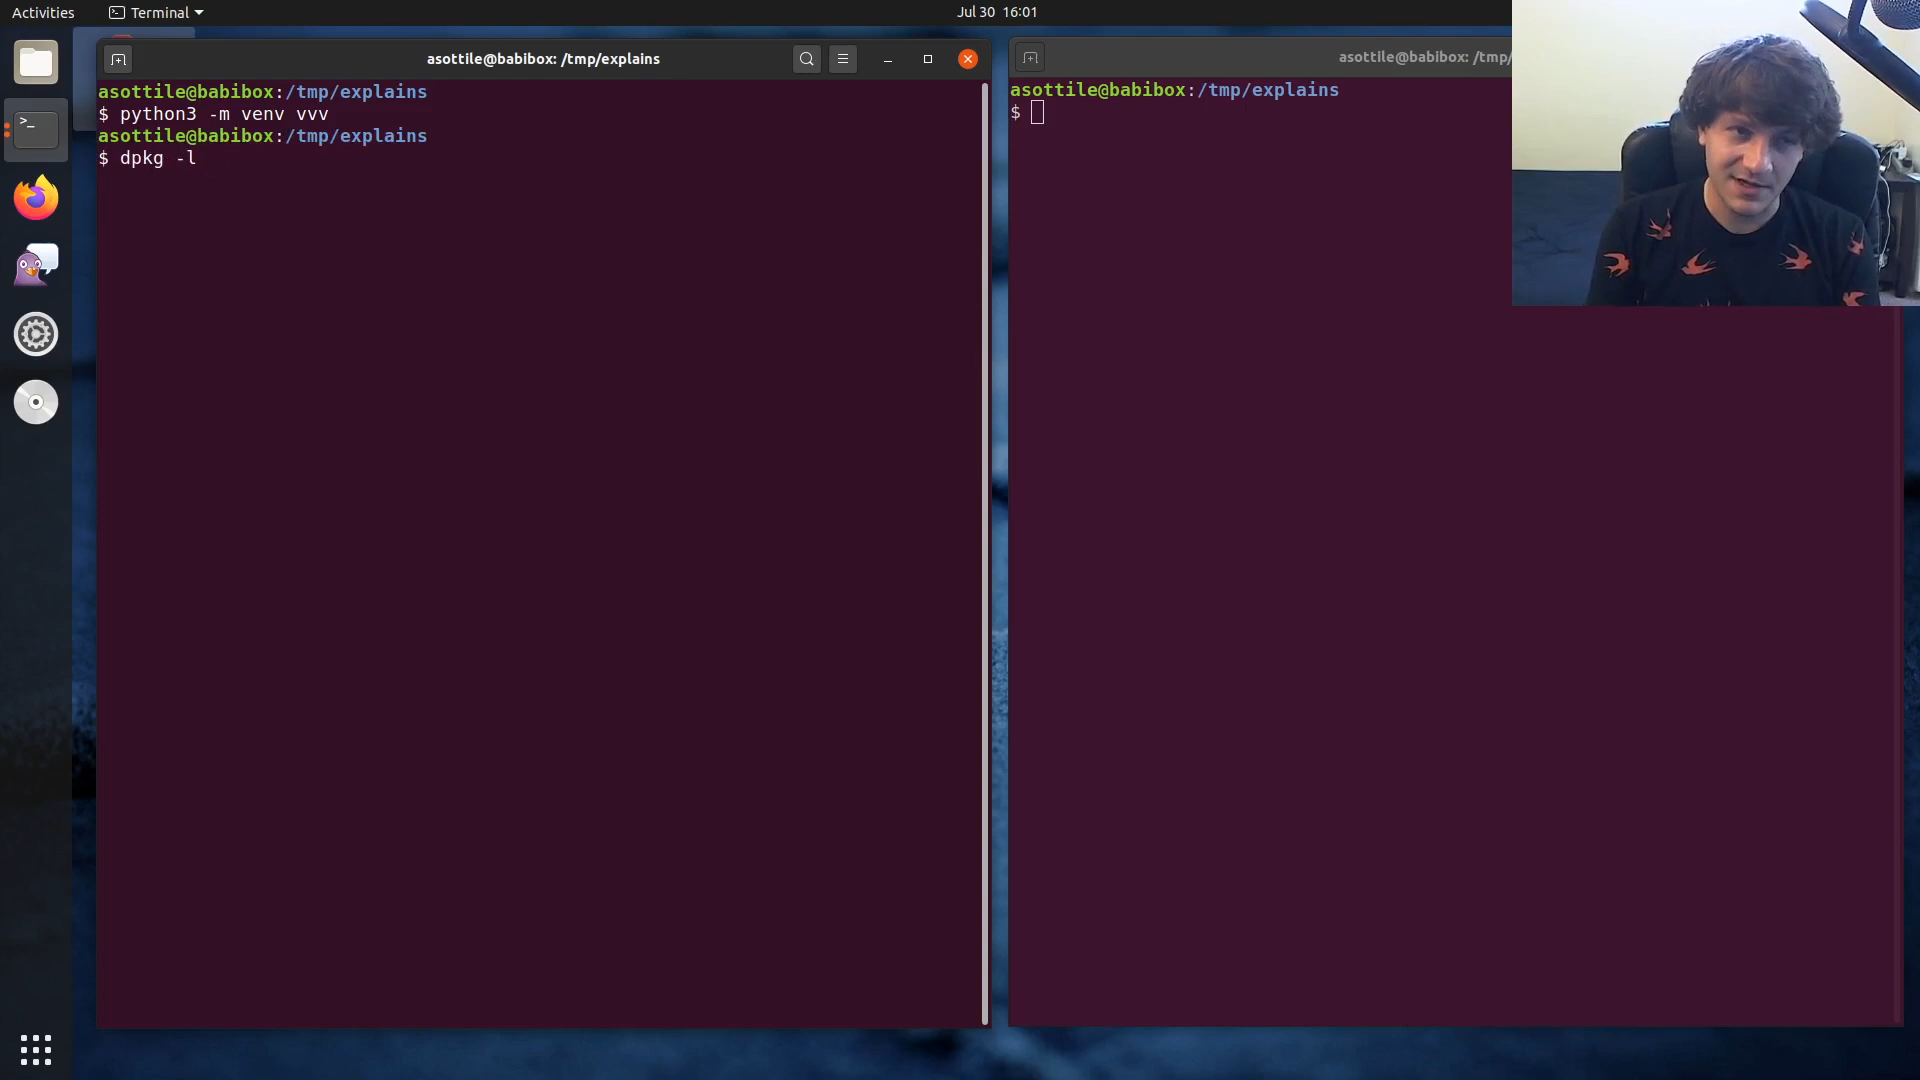 Activities
Terminal
Jul 30 16:01
asottile@babibox: /tmp/explains
asottile@babibox:/tmp/explains
$ python3 -m venv vvv
asottile@babibox:/tmp/explains
$ dpkg -l
asottile@babibox: /tmp/
asottile@babibox:/tmp/explains
$